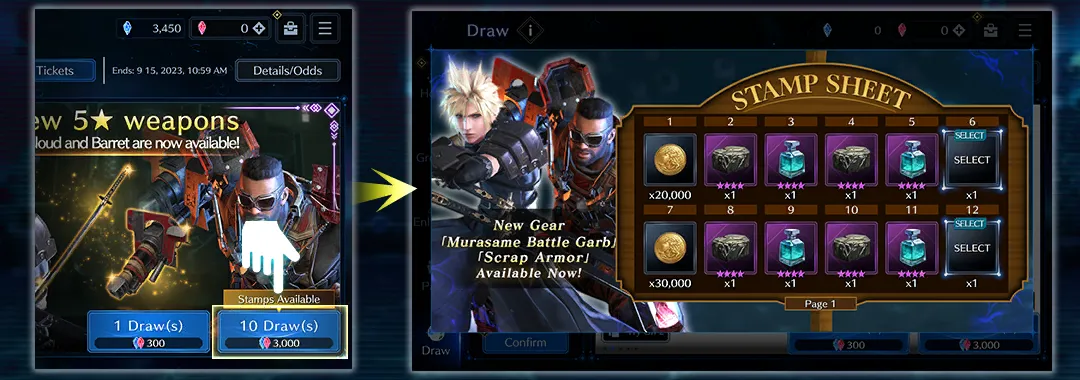 3,450
0
Tickets
Ends: 9 15, 2023, 10:59 AM
Details/Odds
ew 5★ weapons
loud and Barret are now available!
Stamps Available
1 Draw(s)
300
10 Draw(s)
3,000
Draw
i
0
0
New Gear
「Murasame Battle Garb」
「Scrap Armor」
Available Now!
STAMP SHEET
1 2 3 4 5 6
SELECT
SELECT
x20,000 x1 x1 x1 x1 x1
7 8 9 10 11 12
SELECT
SELECT
x30,000 x1 x1 x1 x1 x1
Page 1
Draw
Confirm
300
3,000